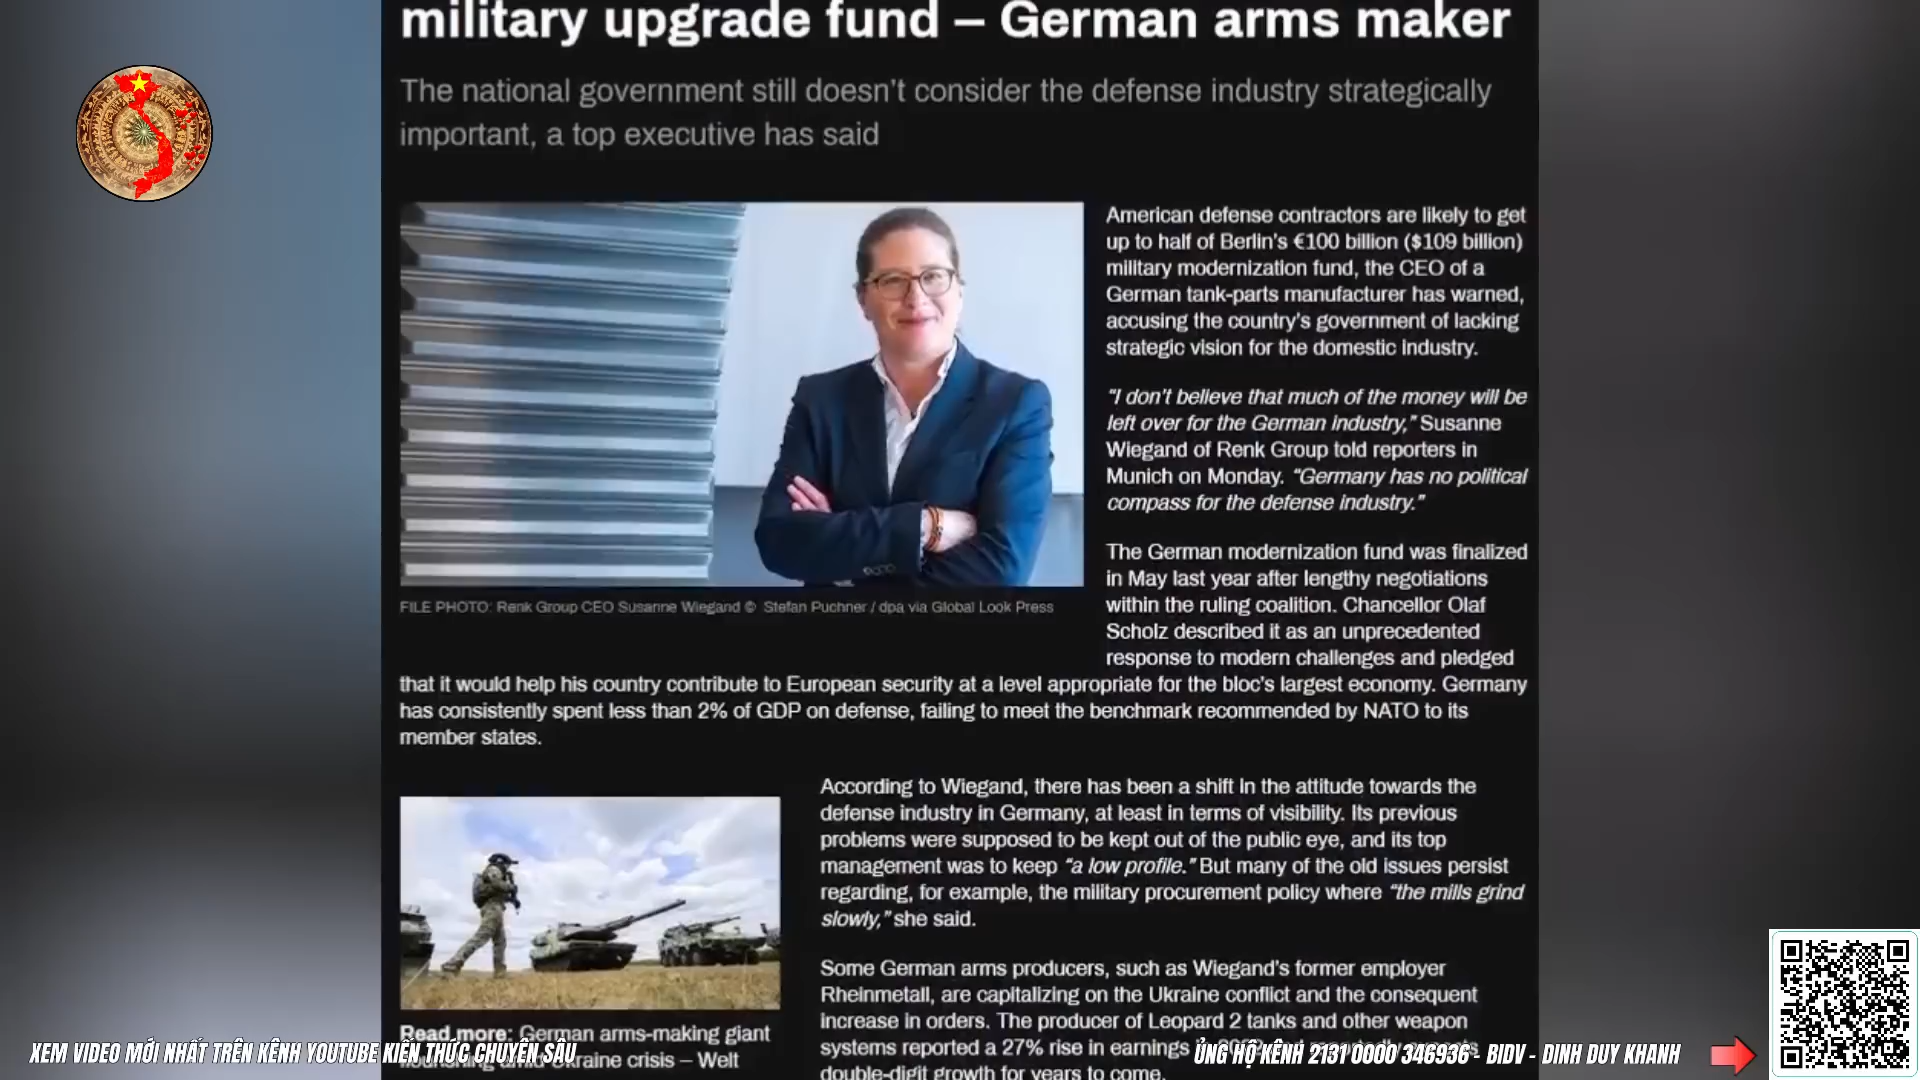 military upgrade fund – German arms maker
The national government still doesn't consider the defense industry strategically
important, a top executive has said
American defense contractors are likely to get
up to half of Berlin's €100 billion ($109 billion)
military modernization fund, the CEO of a
German tank-parts manufacturer has warned,
accusing the country's government of lacking
strategic vision for the domestic industry.
"I don't believe that much of the money will be
left over for the German industry," Susanne
Wiegand of Renk Group told reporters in
Munich on Monday. "Germany has no political
compass for the defense industry."
The German modernization fund was finalized
in May last year after lengthy negotiations
within the ruling coalition. Chancellor Olaf
Scholz described it as an unprecedented
response to modern challenges and pledged
that it would help his country contribute to European security at a level appropriate for the bloc's largest economy. Germany
has consistently spent less than 2% of GDP on defense, failing to meet the benchmark recommended by NATO to its
member states.
FILE PHOTO: Renk Group CEO Susanne Wiegand © Stefan Puchner / dpa via Global Look Press
According to Wiegand, there has been a shift in the attitude towards the
defense industry in Germany, at least in terms of visibility. Its previous
problems were supposed to be kept out of the public eye, and its top
management was to keep "a low profile." But many of the old issues persist
regarding, for example, the military procurement policy where "the mills grind
slowly," she said.
Some German arms producers, such as Wiegand's former employer
Rheinmetall, are capitalizing on the Ukraine conflict and the consequent
increase in orders. The producer of Leopard 2 tanks and other weapon
systems reported a 27% rise in earnings
double-digit growth for years to come.
Read more: German arms-making giant
flourishing amid Ukraine crisis – Welt
XEM VIDEO MỚI NHẤT TRÊN KÊNH YOUTUBE KIẾN THỨC CHUYÊN SÂU
ỦNG HỘ KÊNH 2131 0000 346936 - BIDV - DINH DUY KHANH